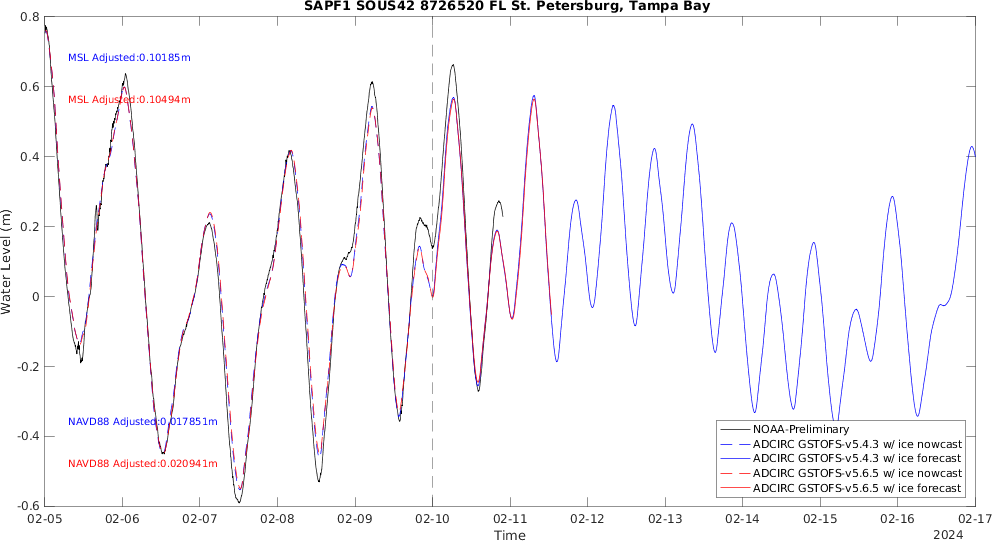 SAPF1 SOUS42 8726520 FL St. Petersburg, Tampa Bay
0.8
0.6
0.4
0.2
0
-0.2
-0.4
-0.6
Water Level (m)
MSL Adjusted:0.10185m
MSL Adjusted:0.10494m
NAVD88 Adjusted:0.017851m
NAVD88 Adjusted:0.020941m
NOAA-Preliminary
ADCIRC GSTOFS-v5.4.3 w/ ice nowcast
ADCIRC GSTOFS-v5.4.3 w/ ice forecast
ADCIRC GSTOFS-v5.6.5 w/ ice nowcast
ADCIRC GSTOFS-v5.6.5 w/ ice forecast
02-05 02-06 02-07 02-08 02-09 02-10 02-11 02-12 02-13 02-14 02-15 02-16 02-17
Time
2024